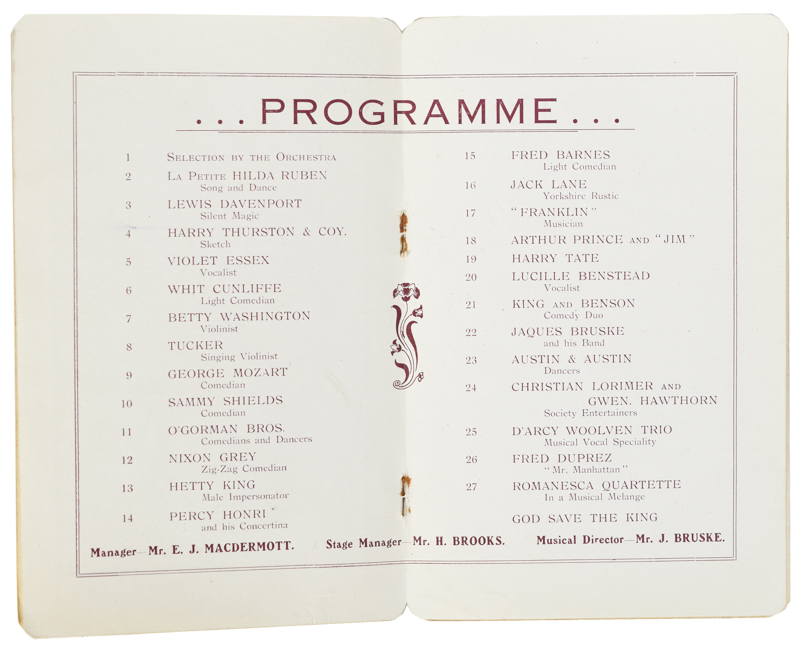 . . . PROGRAMME . . .
1 SELECTION BY THE ORCHESTRA
2 LA PETITE HILDA RUBEN
Song and Dance
3 LEWIS DAVENPORT
Silent Magic
4 HARRY THURSTON & COY.
Sketch
5 VIOLET ESSEX
Vocalist
6 WHIT CUNLIFFE
Light Comedian
7 BETTY WASHINGTON
Violinist
8 TUCKER
Singing Violinist
9 GEORGE MOZART
Comedian
10 SAMMY SHIELDS
Comedian
11 O'GORMAN BROS.
Comedians and Dancers
12 NIXON GREY
Zig-Zag Comedian
13 HETTY KING
Male Impersonator
14 PERCY HONRI
and his Concertina
15 FRED BARNES
Light Comedian
16 JACK LANE
Yorkshire Rustic
17 "FRANKLIN"
Musician
18 ARTHUR PRINCE AND "JIM"
19 HARRY TATE
20 LUCILLE BENSTEAD
Vocalist
21 KING AND BENSON
Comedy Duo
22 JAQUES BRUSKE
and his Band
23 AUSTIN & AUSTIN
Dancers
24 CHRISTIAN LORIMER AND
GWEN. HAWTHORN
Society Entertainers
25 D'ARCY WOOLVEN TRIO
Musical Vocal Speciality
26 FRED DUPREZ
"Mr. Manhattan"
27 ROMANESCA QUARTETTE
In a Musical Melange
GOD SAVE THE KING
Manager—Mr. E. J. MACDERMOTT. Stage Manager—Mr. H. BROOKS. Musical Director—Mr. J. BRUSKE.